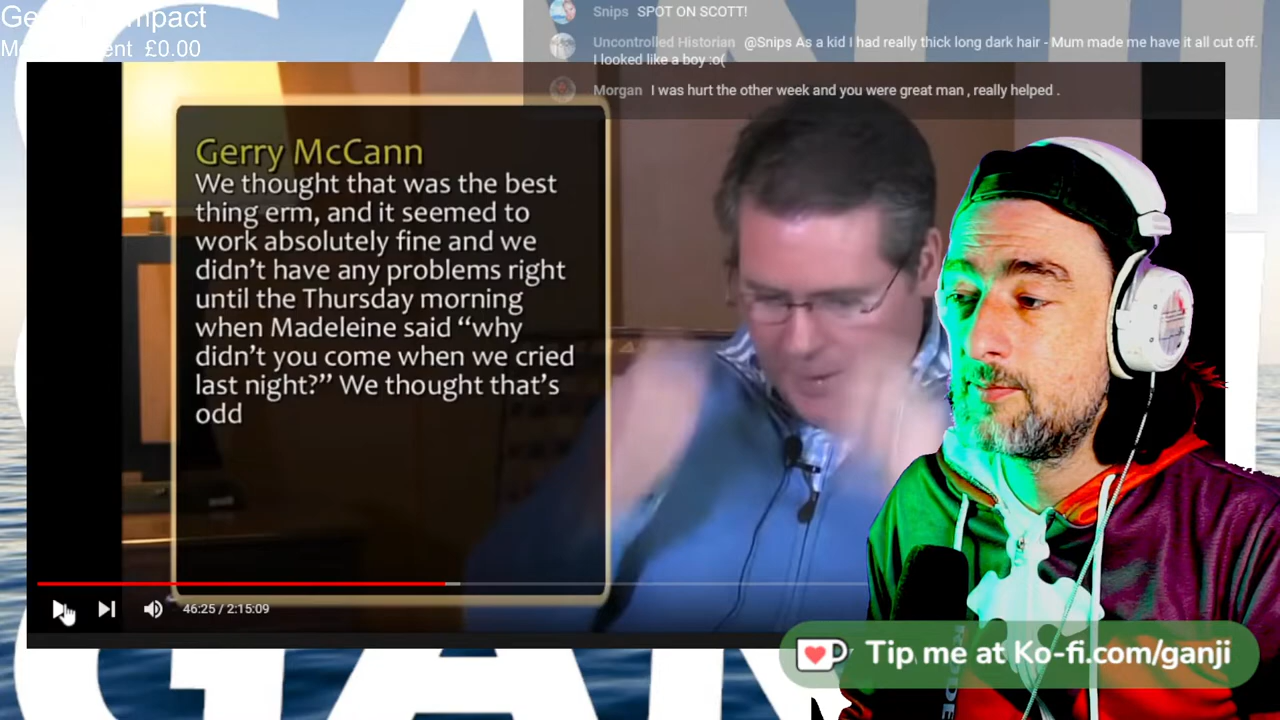 Snips SPOT ON SCOTT!
Uncontrolled Historian @Snips As a kid I had really thick long dark hair - Mum made me have it all cut off.
I looked like a boy :o(
Morgan I was hurt the other week and you were great man , really helped .
£0.00
Gerry McCann
We thought that was the best
thing erm, and it seemed to
work absolutely fine and we
didn't have any problems right
until the Thursday morning
when Madeleine said “why
didn't you come when we cried
last night?” We thought that's
odd
46:25 / 2:15:09
Tip me at Ko-fi.com/ganji